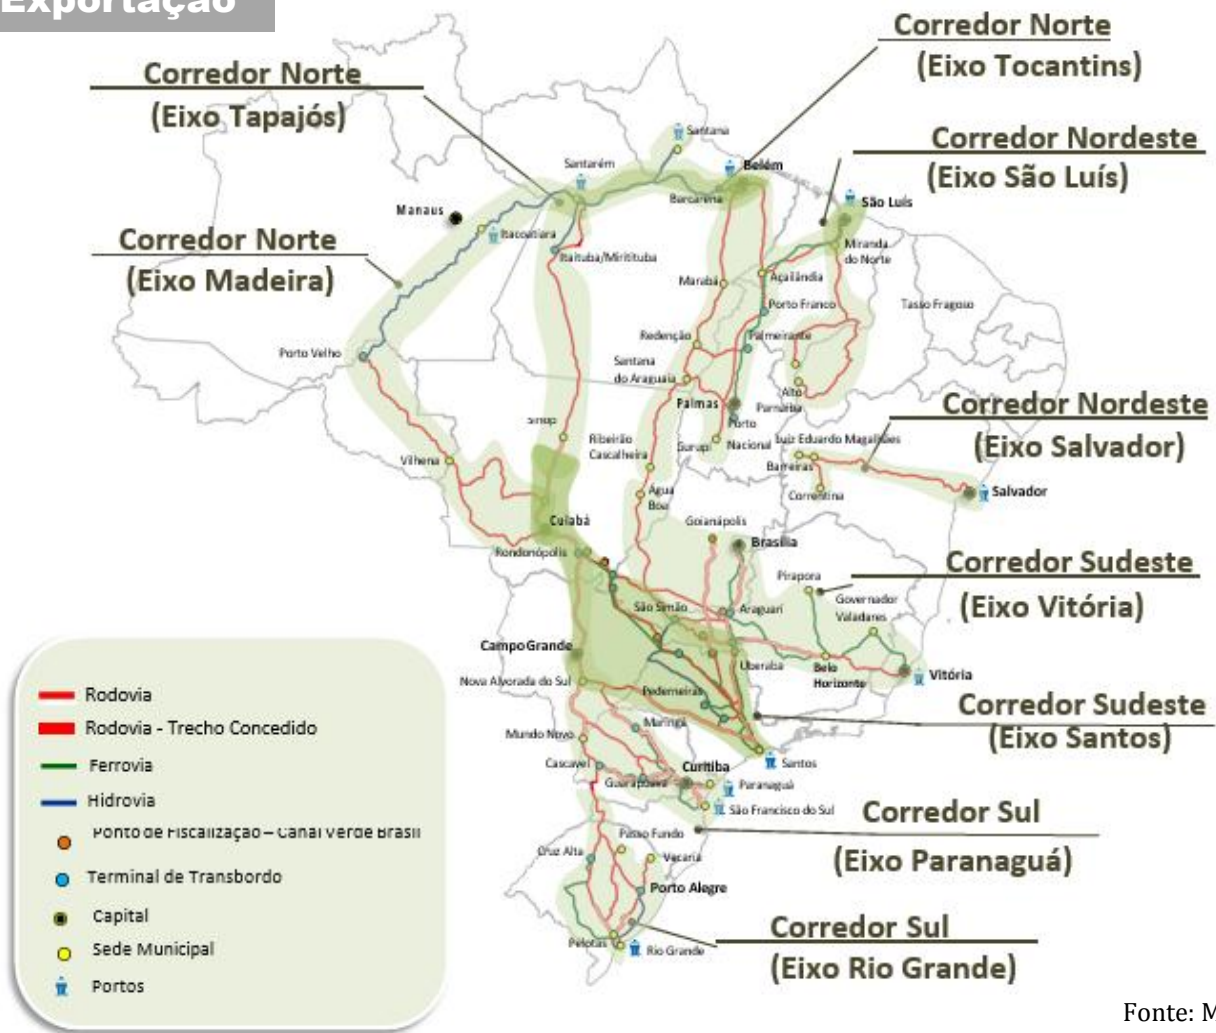 Exportação
Corredor Norte
(Eixo Tocantins)
Corredor Norte
(Eixo Tapajós)
Corredor Nordeste
(Eixo São Luís)
Corredor Norte
(Eixo Madeira)
Santana
Santarém
Belém
Barcarena
São Luís
Manaus
Itacoatiara
Itaituba/Miritituba
Miranda
do Norte
Marabá
Açailândia
Porto Franco
Tasso Fragoso
Redenção
Palmeirante
Porto Velho
Santana
do Araguaia
Alto
Parnaíba
Palmas
Porto
Nacional
Gurupi
Corredor Nordeste
(Eixo Salvador)
Sinop
Ribeirão
Cascalheira
Luiz Eduardo Magalhães
Barreiras
Correntina
Vilhena
Água
Boa
Salvador
Cuiabá
Goianápolis
Brasília
Rondonópolis
Pirapora
Corredor Sudeste
(Eixo Vitória)
Governador
Valadares
São Simão
Araguari
Campo Grande
Uberaba
Belo
Horizonte
Vitória
Nova Alvorada do Sul
Pederneiras
Corredor Sudeste
(Eixo Santos)
Maringá
Mundo Novo
Cascavel
Guarapuava
Curitiba
Santos
Paranaguá
São Francisco do Sul
Corredor Sul
(Eixo Paranaguá)
Passo Fundo
Cruz Alta
Vacaria
Porto Alegre
Pelotas
Rio Grande
Corredor Sul
(Eixo Rio Grande)
Rodovia
Rodovia - Trecho Concedido
Ferrovia
Hidrovia
Ponto de Fiscalização – Canal Verde Brasil
Terminal de Transbordo
Capital
Sede Municipal
Portos
Fonte: M